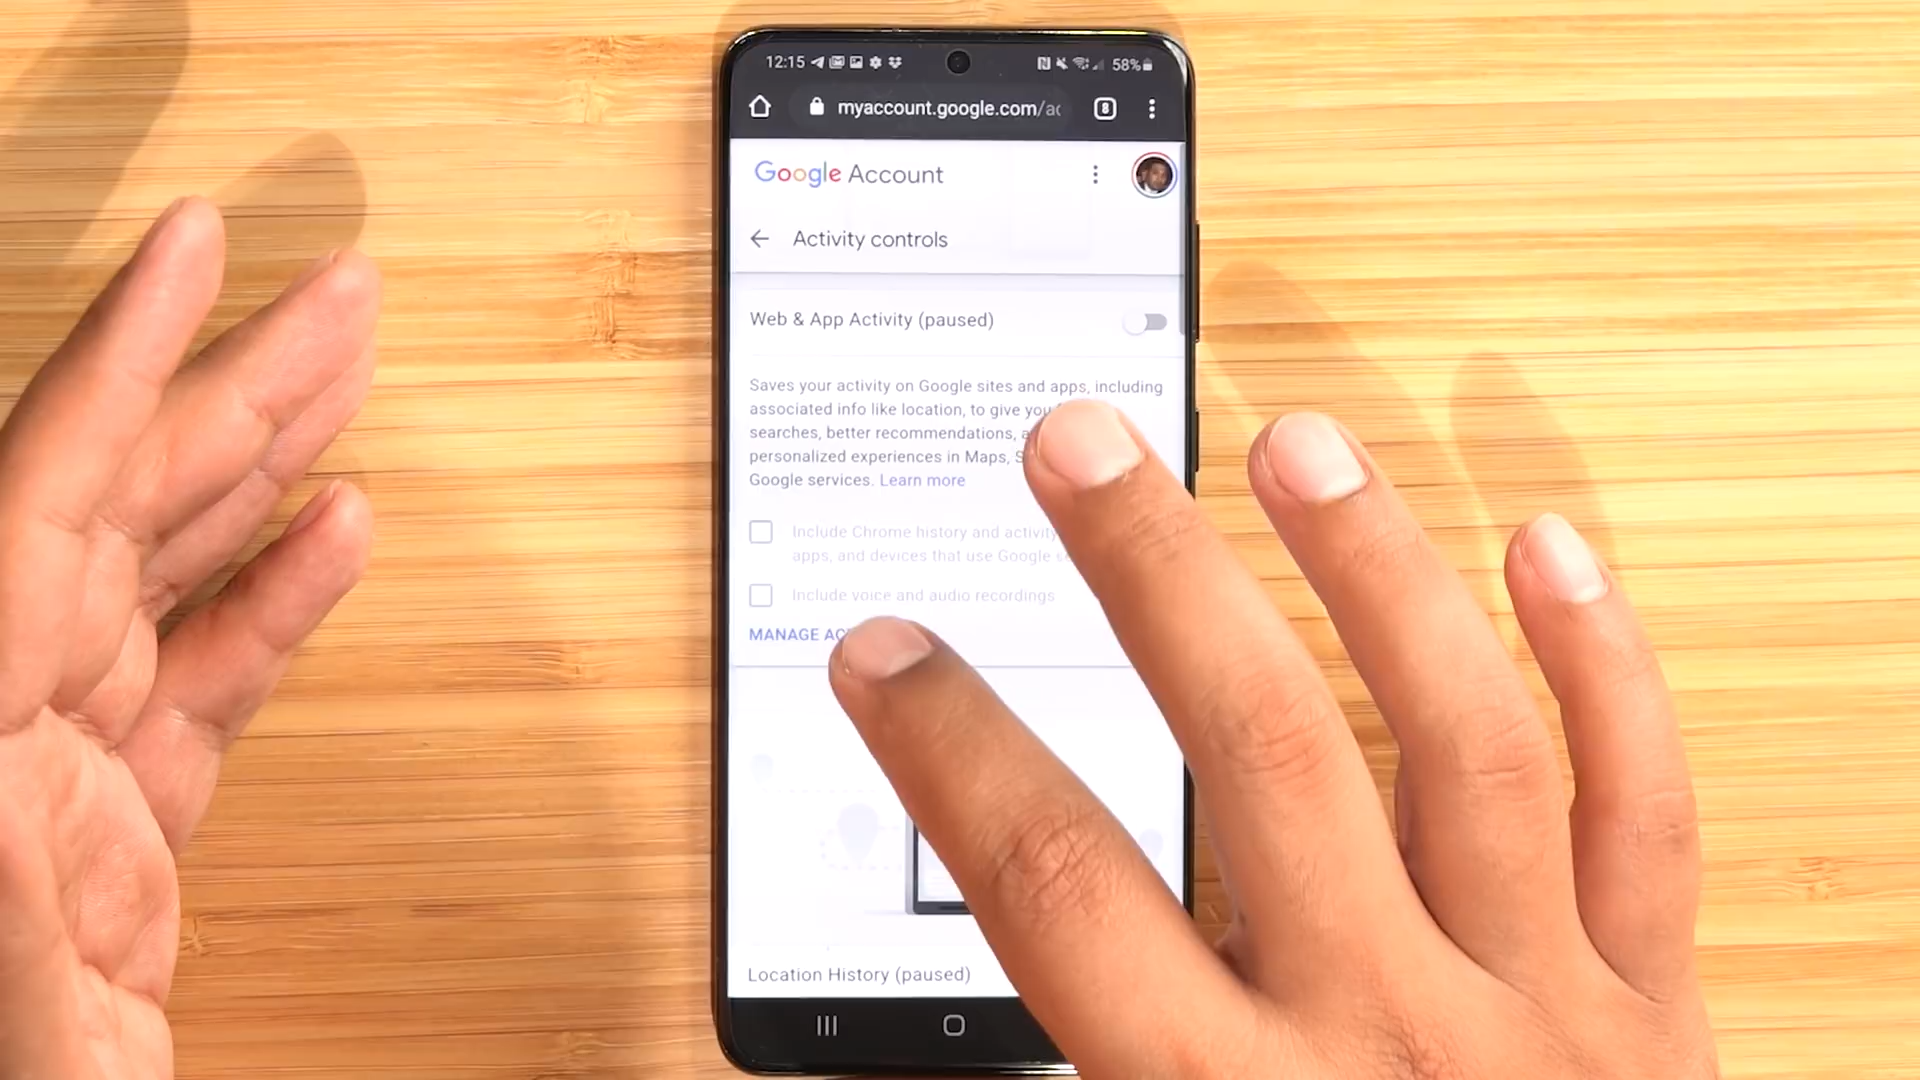 12:15 58%
myaccount.google.com/ac 8
Google Account
Activity controls
Web & App Activity (paused)
Saves your activity on Google sites and apps, including
associated info like location, to give you
searches, better recommendations,
personalized experiences in Maps,
Google services. Learn more
Include Chrome history and activity
apps, and devices that use Google
Include voice and audio recordings
MANAGE
Location History (paused)